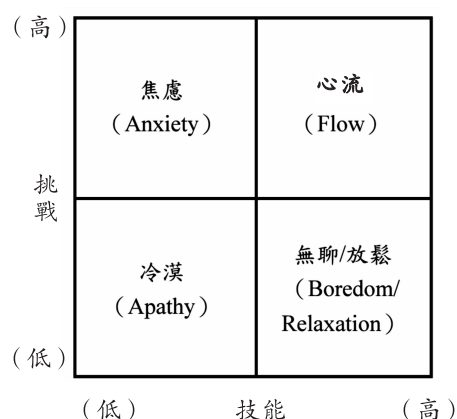 （高）
焦慮
（Anxiety）
心流
（Flow）
挑
戰
冷漠
（Apathy）
無聊/放鬆
（Boredom/
Relaxation）
（低）
（低） 技能 （高）